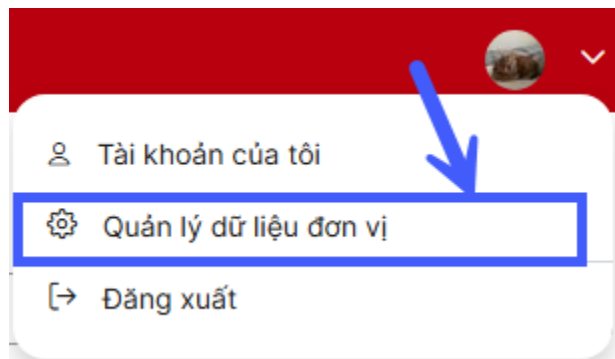 Tài khoản của tôi
Quản lý dữ liệu đơn vị
Đăng xuất